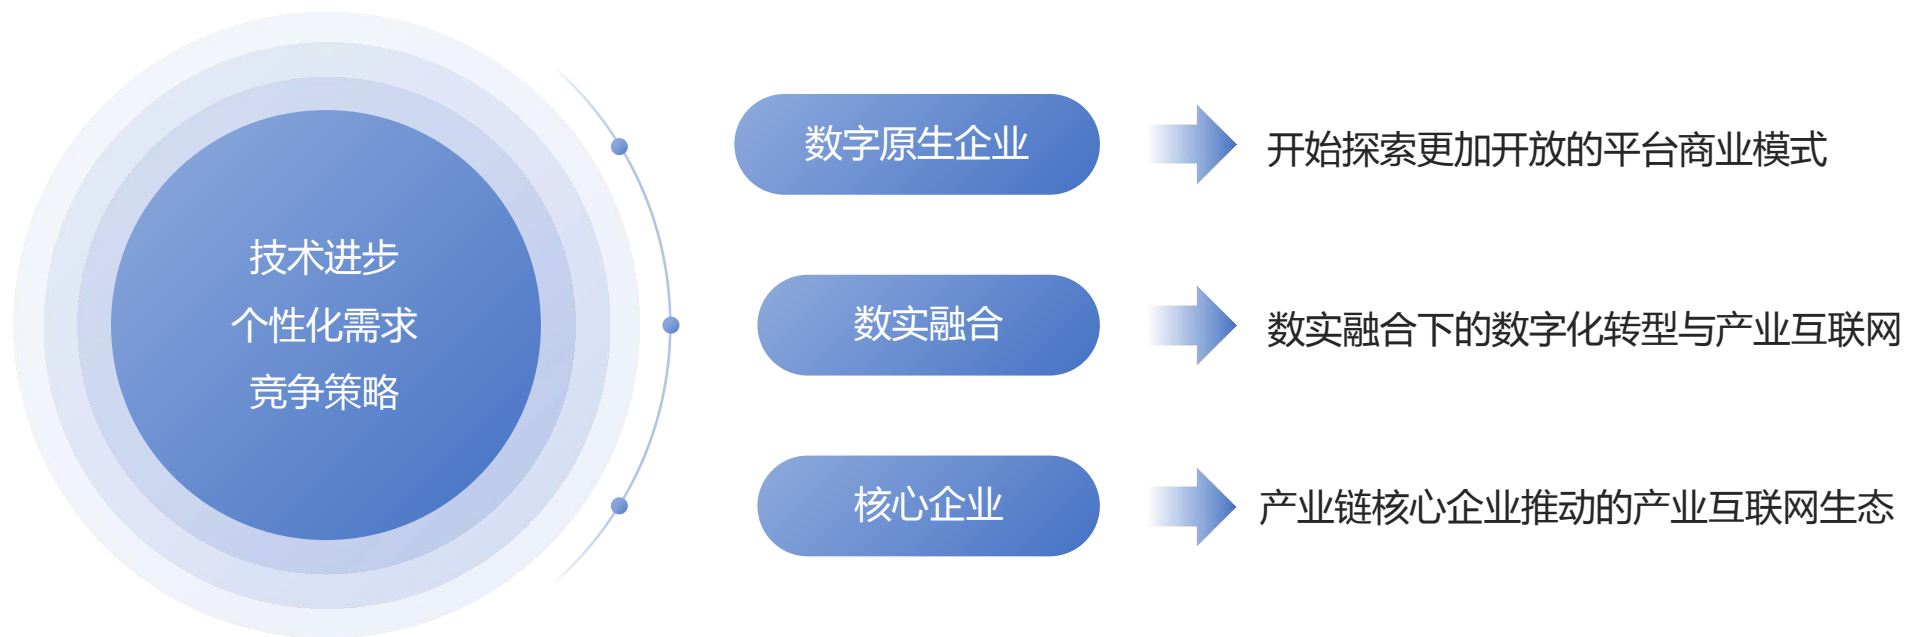 技术进步
个性化需求
竞争策略
数字原生企业
开始探索更加开放的平台商业模式
数实融合
数实融合下的数字化转型与产业互联网
核心企业
产业链核心企业推动的产业互联网生态